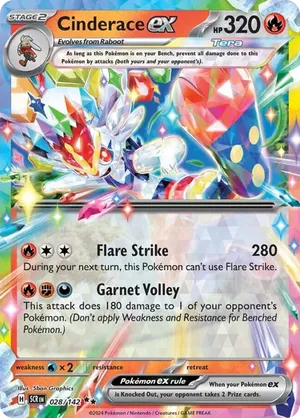 STAGE 2 Cinderace ex HP 320
Evolves from Raboot
Tera
As long as this Pokémon is on your Bench, prevent all damage done to this Pokémon by attacks (both yours and your opponent's).
Flare Strike 280
During your next turn, this Pokémon can't use Flare Strike.
Garnet Volley
This attack does 180 damage to 1 of your opponent's Pokémon. (Don't apply Weakness and Resistance for Benched Pokémon.)
weakness ×2 resistance retreat
Illus. 5ban Graphics
Pokémon ex rule
When your Pokémon ex is Knocked Out, your opponent takes 2 Prize cards.
H SCR EN 028/142
©2024 Pokémon / Nintendo / Creatures / GAME FREAK